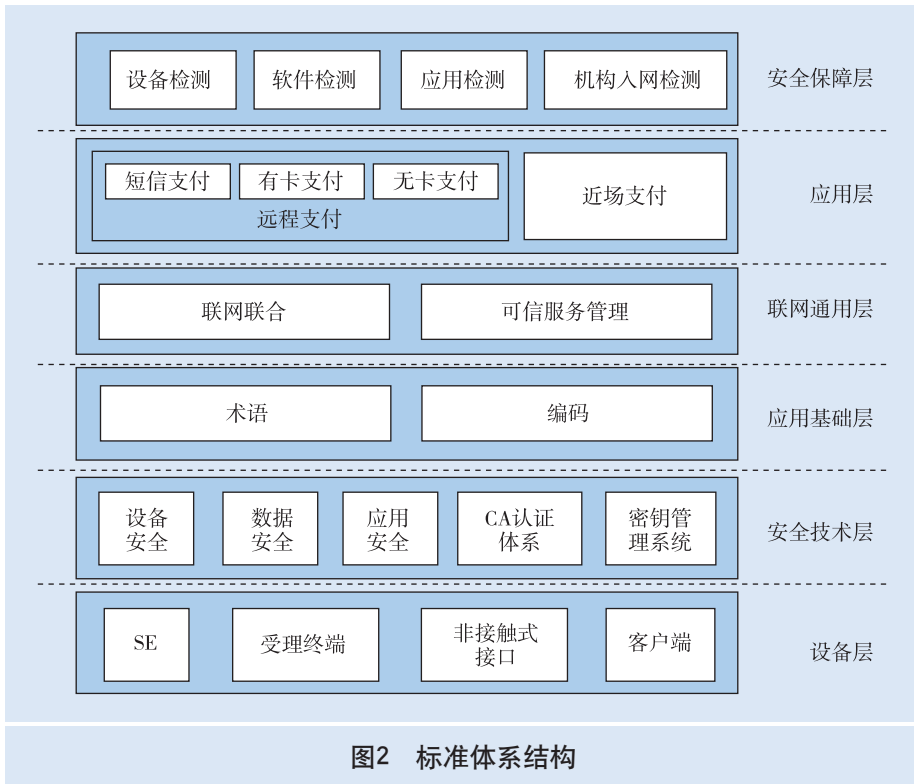 设备检测 软件检测 应用检测 机构入网检测 安全保障层
短信支付 有卡支付 无卡支付
远程支付
近场支付
应用层
联网联合 可信服务管理 联网通用层
术语 编码 应用基础层
设备
安全
数据
安全
应用
安全
CA认证
体系
密钥管
理系统
安全技术层
SE
受理终端
非接触式
接口
客户端
设备层
图2 标准体系结构